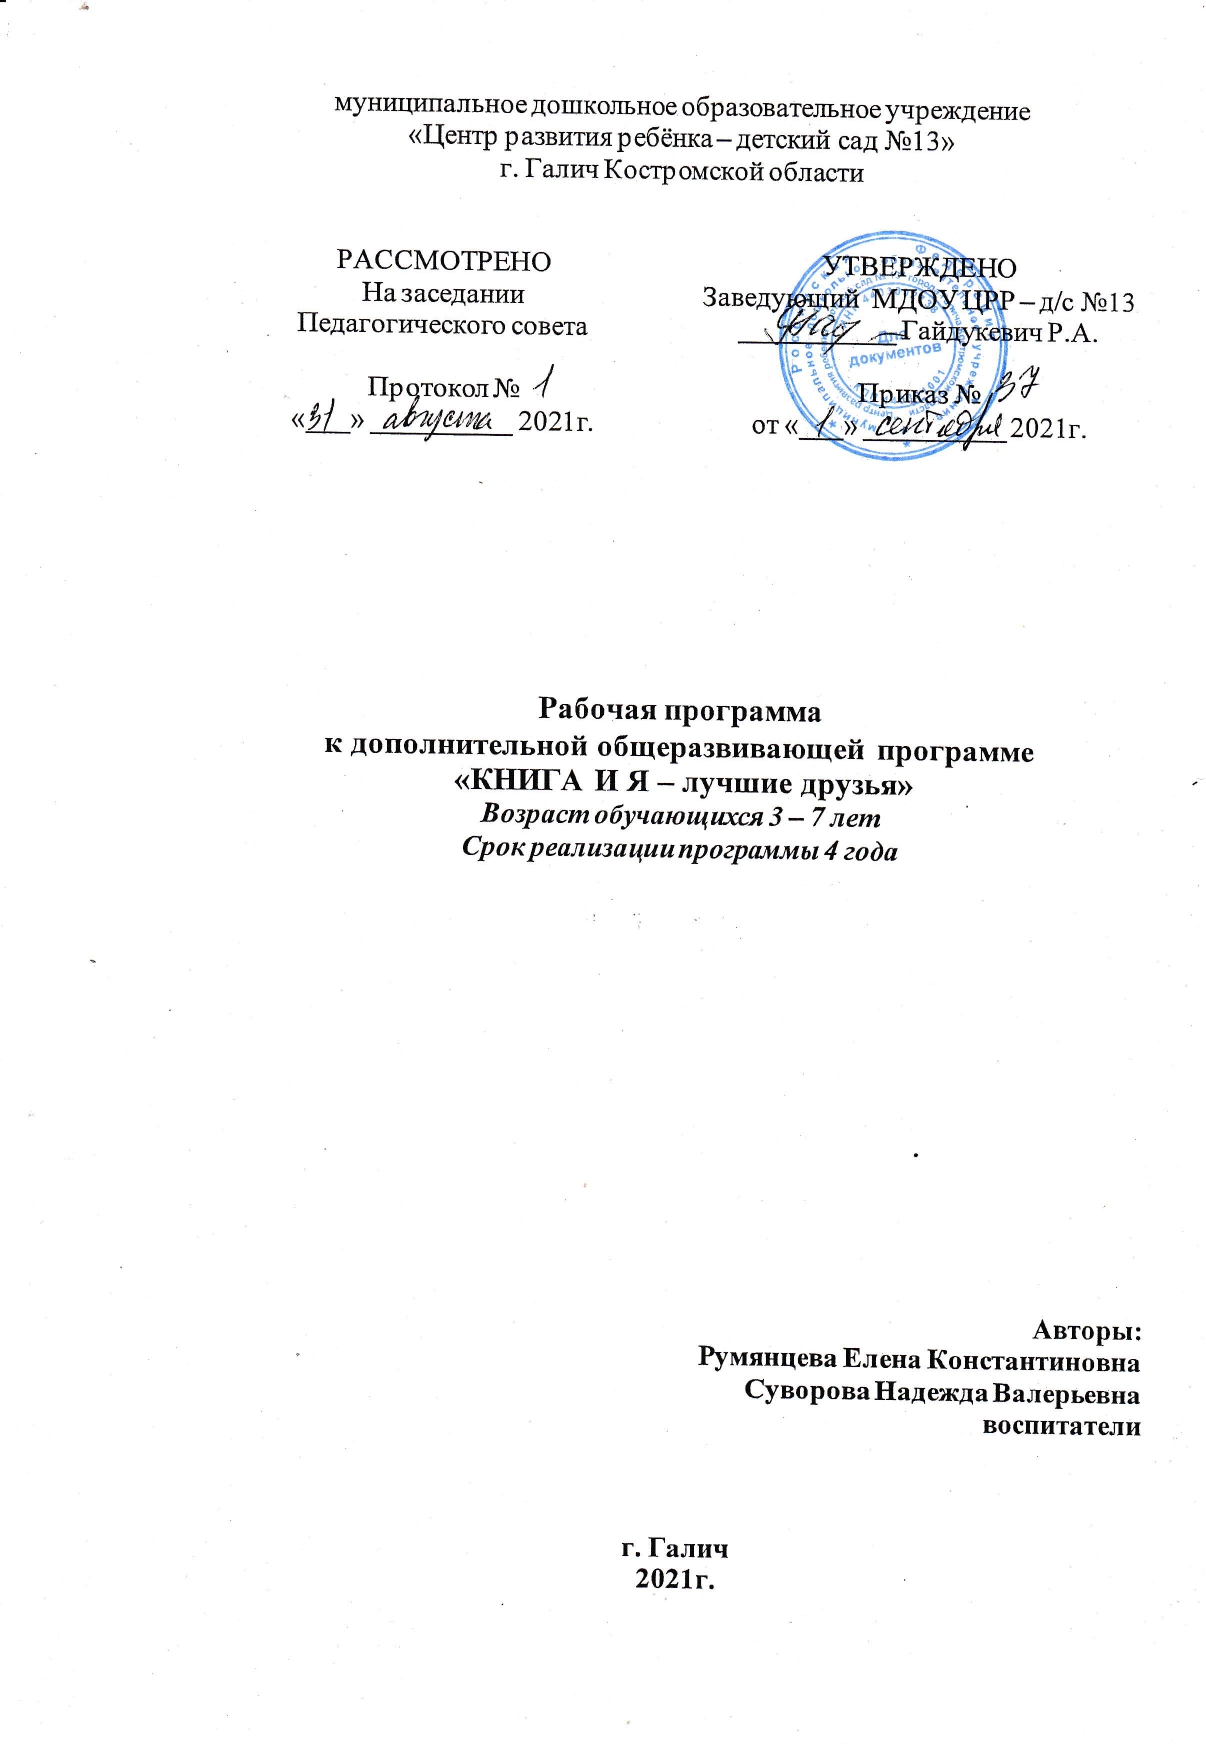 муниципальное дошкольное образовательное учреждение
«Центр развития ребёнка – детский сад №13»
г. Галич Костромской области
РАССМОТРЕНО
На заседании
Педагогического совета
Протокол № 1
«31» августа 2021г.
УТВЕРЖДЕНО
Заведующий МДОУ ЦРР – д/с №13
Гайдукевич Р.А.
Приказ № 37
от «1» сентября 2021г.
Для
документов
Рабочая программа
к дополнительной общеразвивающей программе
«КНИГА И Я – лучшие друзья»
Возраст обучающихся 3 – 7 лет
Срок реализации программы 4 года
Авторы:
Румянцева Елена Константиновна
Суворова Надежда Валерьевна
воспитатели
г. Галич
2021г.